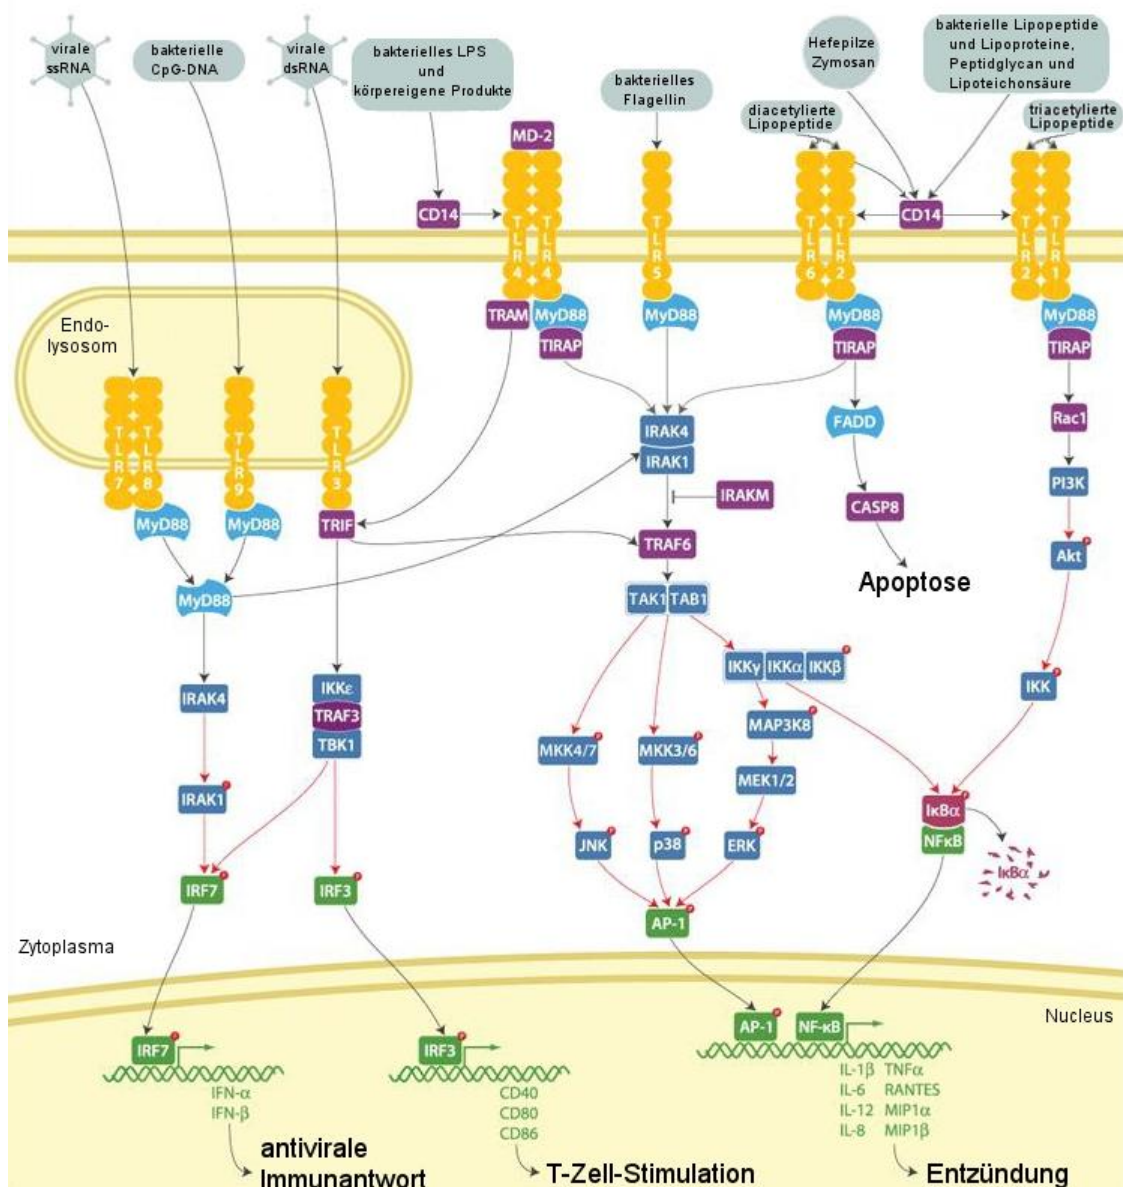 virale
ssRNA
bakterielle
CpG-DNA
virale
dsRNA
bakterielles LPS
und
körpereigene Produkte
bakterielles
Flagellin
Hefepilze
Zymosan
bakterielle Lipopeptide
und Lipoproteine,
Peptidglycan und
Lipoteichonsäure
diacetylierte
Lipopeptide
triacetylierte
Lipopeptide
MD-2
CD14
TLR4
TLR4
TLR5
TLR6
TLR2
CD14
TLR2
TLR1
TRAM
MyD88
TIRAP
MyD88
MyD88
TIRAP
MyD88
TIRAP
Endo-
lysosom
TLR7
TLR8
TLR9
TLR3
MyD88
MyD88
TRIF
MyD88
IRAK4
IRAK1
IRAKM
TRAF6
TAK1 TAB1
FADD
CASP8
Apoptose
Rac1
PI3K
Akt P
IKK P
IRAK4
IRAK1 P
IKKε
TRAF3
TBK1
IKKγ IKKα IKKβ P
MAP3K8 P
MKK4/7 P
MKK3/6 P
MEK1/2
JNK P
p38 P
ERK P
IκBα P
NFκB
IκBα
IRF7 P
IRF3 P
AP-1 P
Zytoplasma
Nucleus
IRF7 P
IFN-α
IFN-β
antivirale
Immunantwort
IRF3 P
CD40
CD80
CD86
T-Zell-Stimulation
AP-1 P
NF-κB
IL-1β TNFα
IL-6 RANTES
IL-12 MIP1α
IL-8 MIP1β
Entzündung